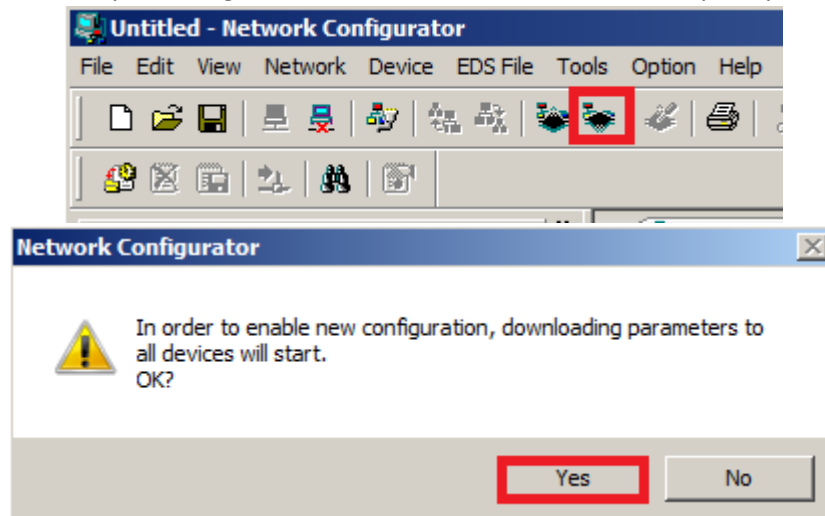 Untitled - Network Configurator
File Edit View Network Device EDS File Tools Option Help
Network Configurator
In order to enable new configuration, downloading parameters to
all devices will start.
OK?
Yes No